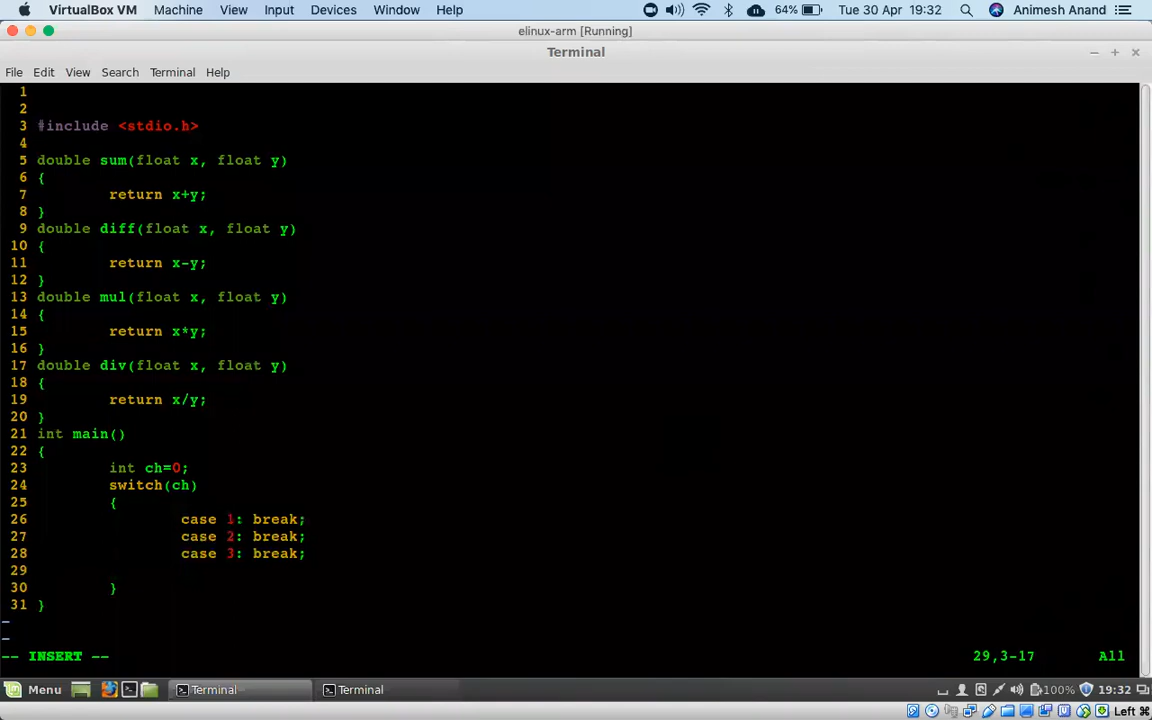 VirtualBox VM Machine View Input Devices Window Help 64% Tue 30 Apr 19:32 Animesh Anand
elinux-arm [Running]
Terminal
File Edit View Search Terminal Help
1
2
3 #include <stdio.h>
4
5 double sum(float x, float y)
6 {
7 return x+y;
8 }
9 double diff(float x, float y)
10 {
11 return x-y;
12 }
13 double mul(float x, float y)
14 {
15 return x*y;
16 }
17 double div(float x, float y)
18 {
19 return x/y;
20 }
21 int main()
22 {
23 int ch=0;
24 switch(ch)
25 {
26 case 1: break;
27 case 2: break;
28 case 3: break;
29
30 }
31 }
~
~
-- INSERT -- 29,3-17 All
Menu Terminal Terminal 100% 19:32
Left ⌘